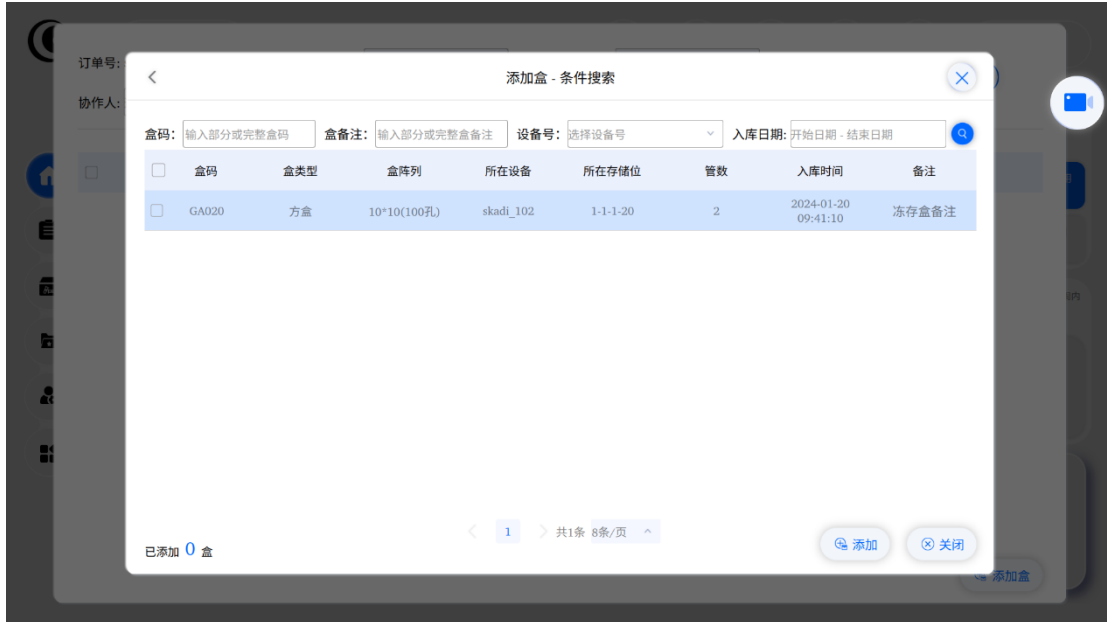 订单号:
协作人:
添加盒 - 条件搜索
盒码: 输入部分或完整盒码 盒备注: 输入部分或完整盒备注 设备号: 选择设备号 入库日期: 开始日期 - 结束日期
盒码 盒类型 盒阵列 所在设备 所在存储位 管数 入库时间 备注
GA020 方盒 10*10(100孔) skadi_102 1-1-1-20 2 2024-01-20 09:41:10 冻存盒备注
1 共1条 8条/页
已添加 0 盒
添加 关闭
添加盒